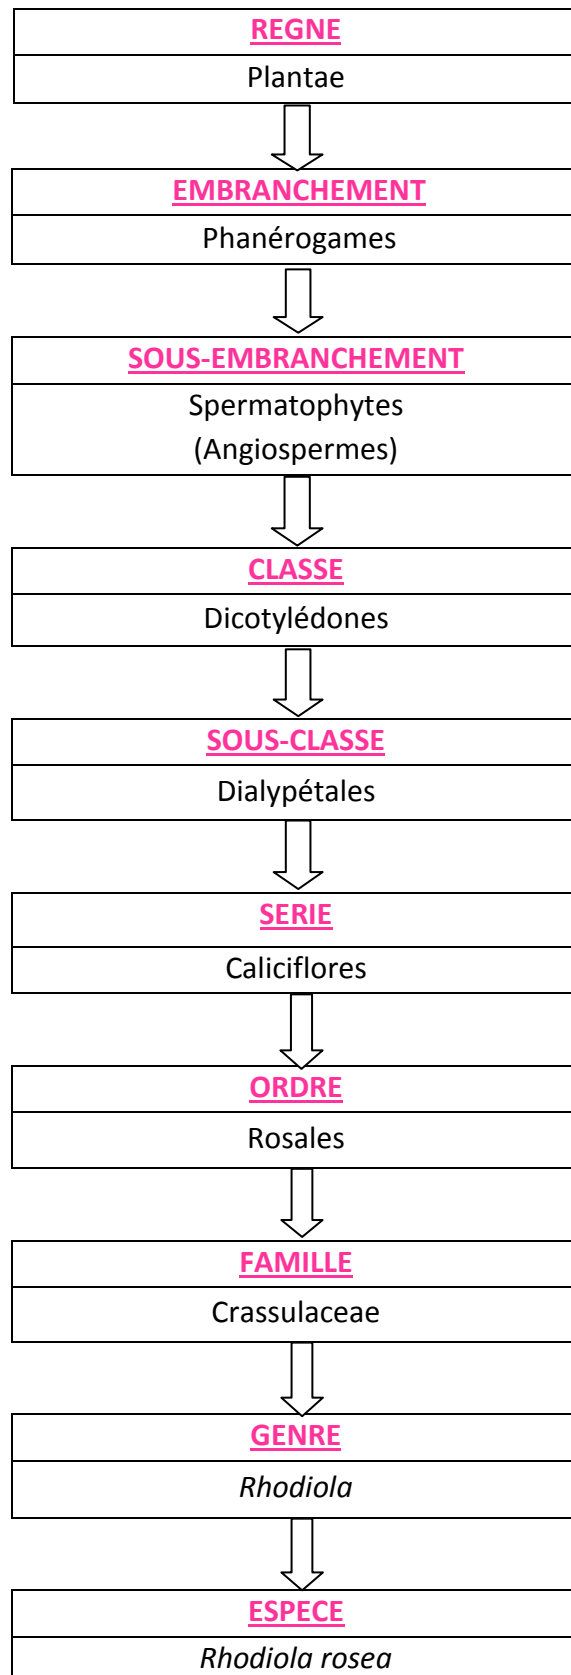 REGNE
Plantae
EMBRANCHEMENT
Phanérogames
SOUS-EMBRANCHEMENT
Spermatophytes
(Angiospermes)
CLASSE
Dicotylédones
SOUS-CLASSE
Dialypétales
SERIE
Caliciflores
ORDRE
Rosales
FAMILLE
Crassulaceae
GENRE
Rhodiola
ESPECE
Rhodiola rosea